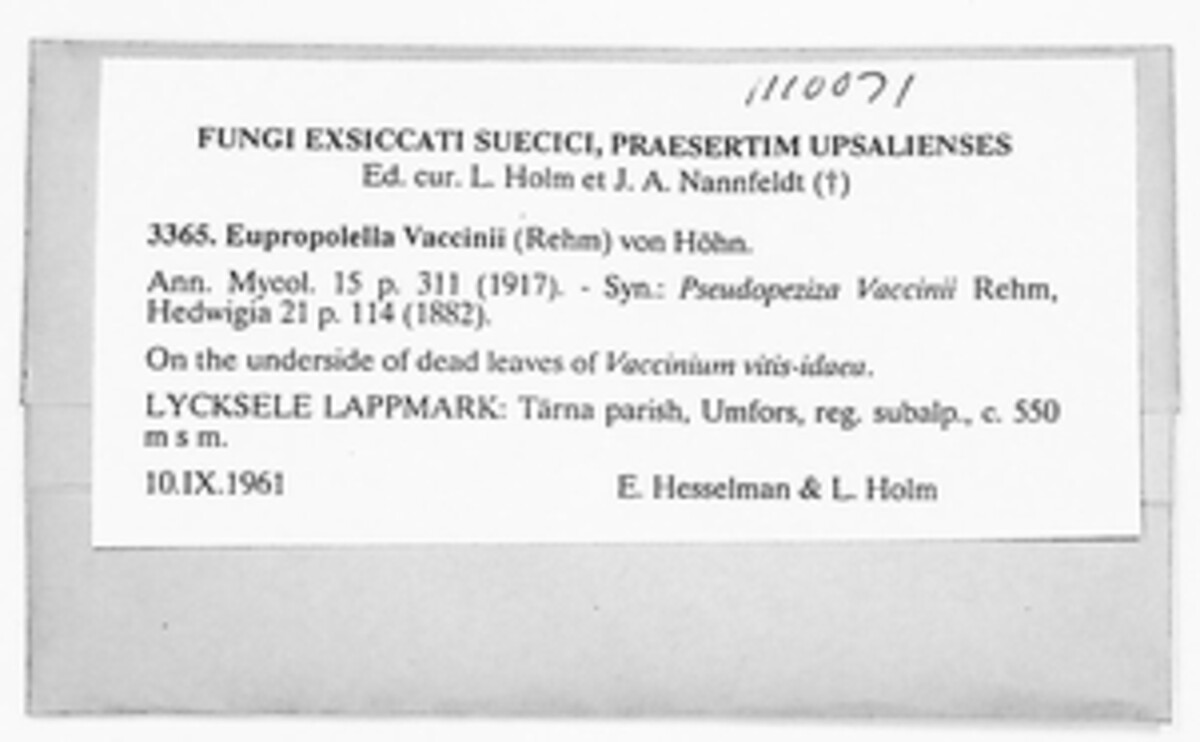 1110071
FUNGI EXSICCATI SUECICI, PRAESERTIM UPSALIENSES
Ed. cur. L. Holm et J. A. Nannfeldt (†)
3365. Eupropolella Vaccinii (Rehm) von Höhn.
Ann. Mycol. 15 p. 311 (1917). - Syn.: Pseudopeziza Vaccinii Rehm,
Hedwigia 21 p. 114 (1882).
On the underside of dead leaves of Vaccinium vitis-idaea.
LYCKSELE LAPPMARK: Tärna parish, Umfors, reg. subalp., c. 550
m s m.
10.IX.1961 E. Hesselman & L. Holm